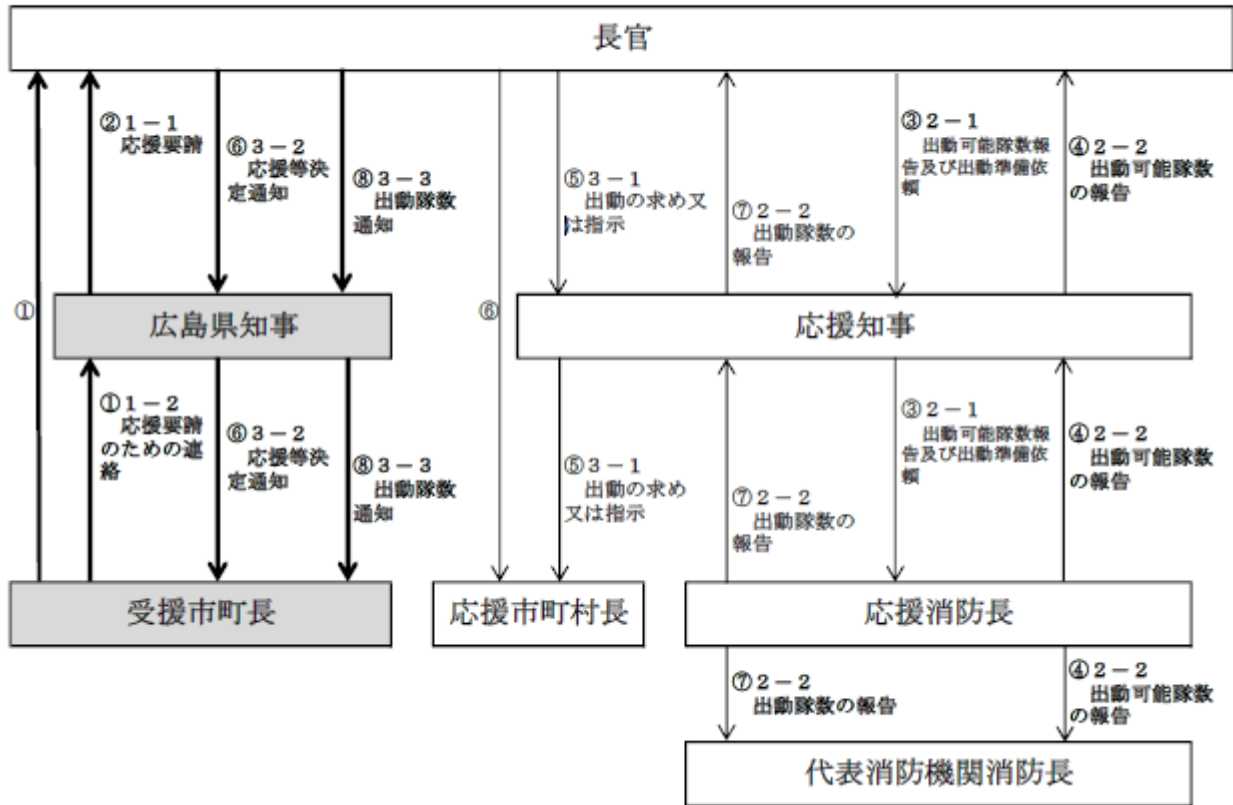 長官
②１－１
応援要請
⑥３－２
応援等決
定通知
⑧３－３
出動隊数
通知
⑤３－１
出動の求め又
は指示
⑦２－２
出動隊数の
報告
③２－１
出動可能隊数報
告及び出動準備依
頼
④２－２
出動可能隊数
の報告
①
広島県知事
⑥
応援知事
①１－２
応援要請
のための連
絡
⑥３－２
応援等決
定通知
⑧３－３
出動隊数
通知
⑤３－１
出動の求め
又は指示
⑦２－２
出動隊数の
報告
③２－１
出動可能隊数報
告及び出動準備依
頼
④２－２
出動可能隊数
の報告
受援市町長
応援市町村長
応援消防長
⑦２－２
出動隊数の報告
④２－２
出動可能隊数
の報告
代表消防機関消防長